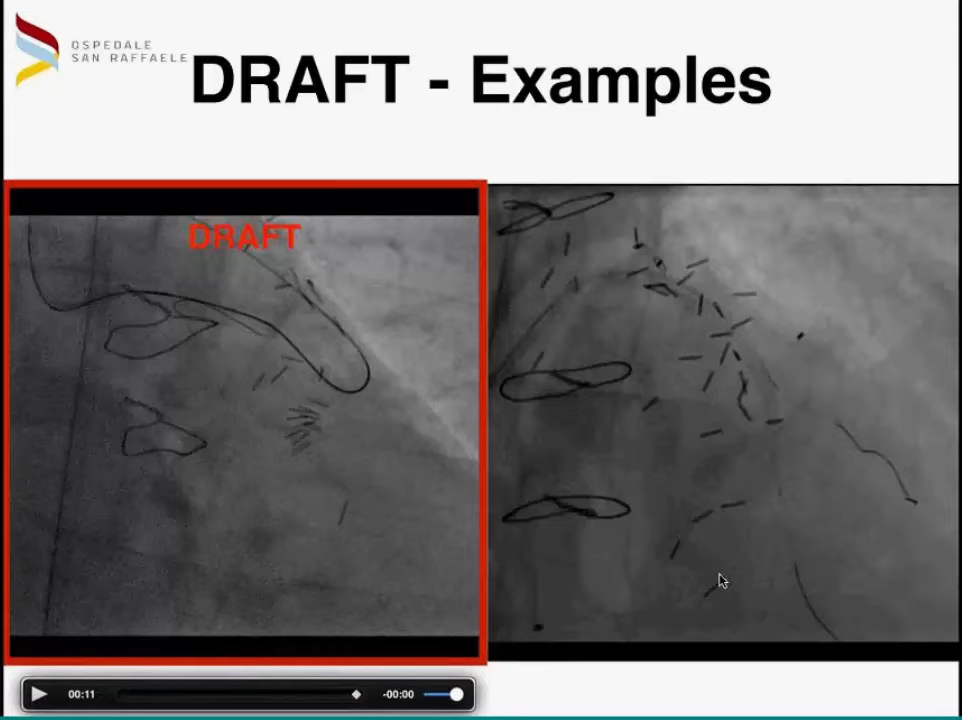 OSPEDALE
SAN RAFFAELE
DRAFT - Examples
DRAFT
00:11
-00:00